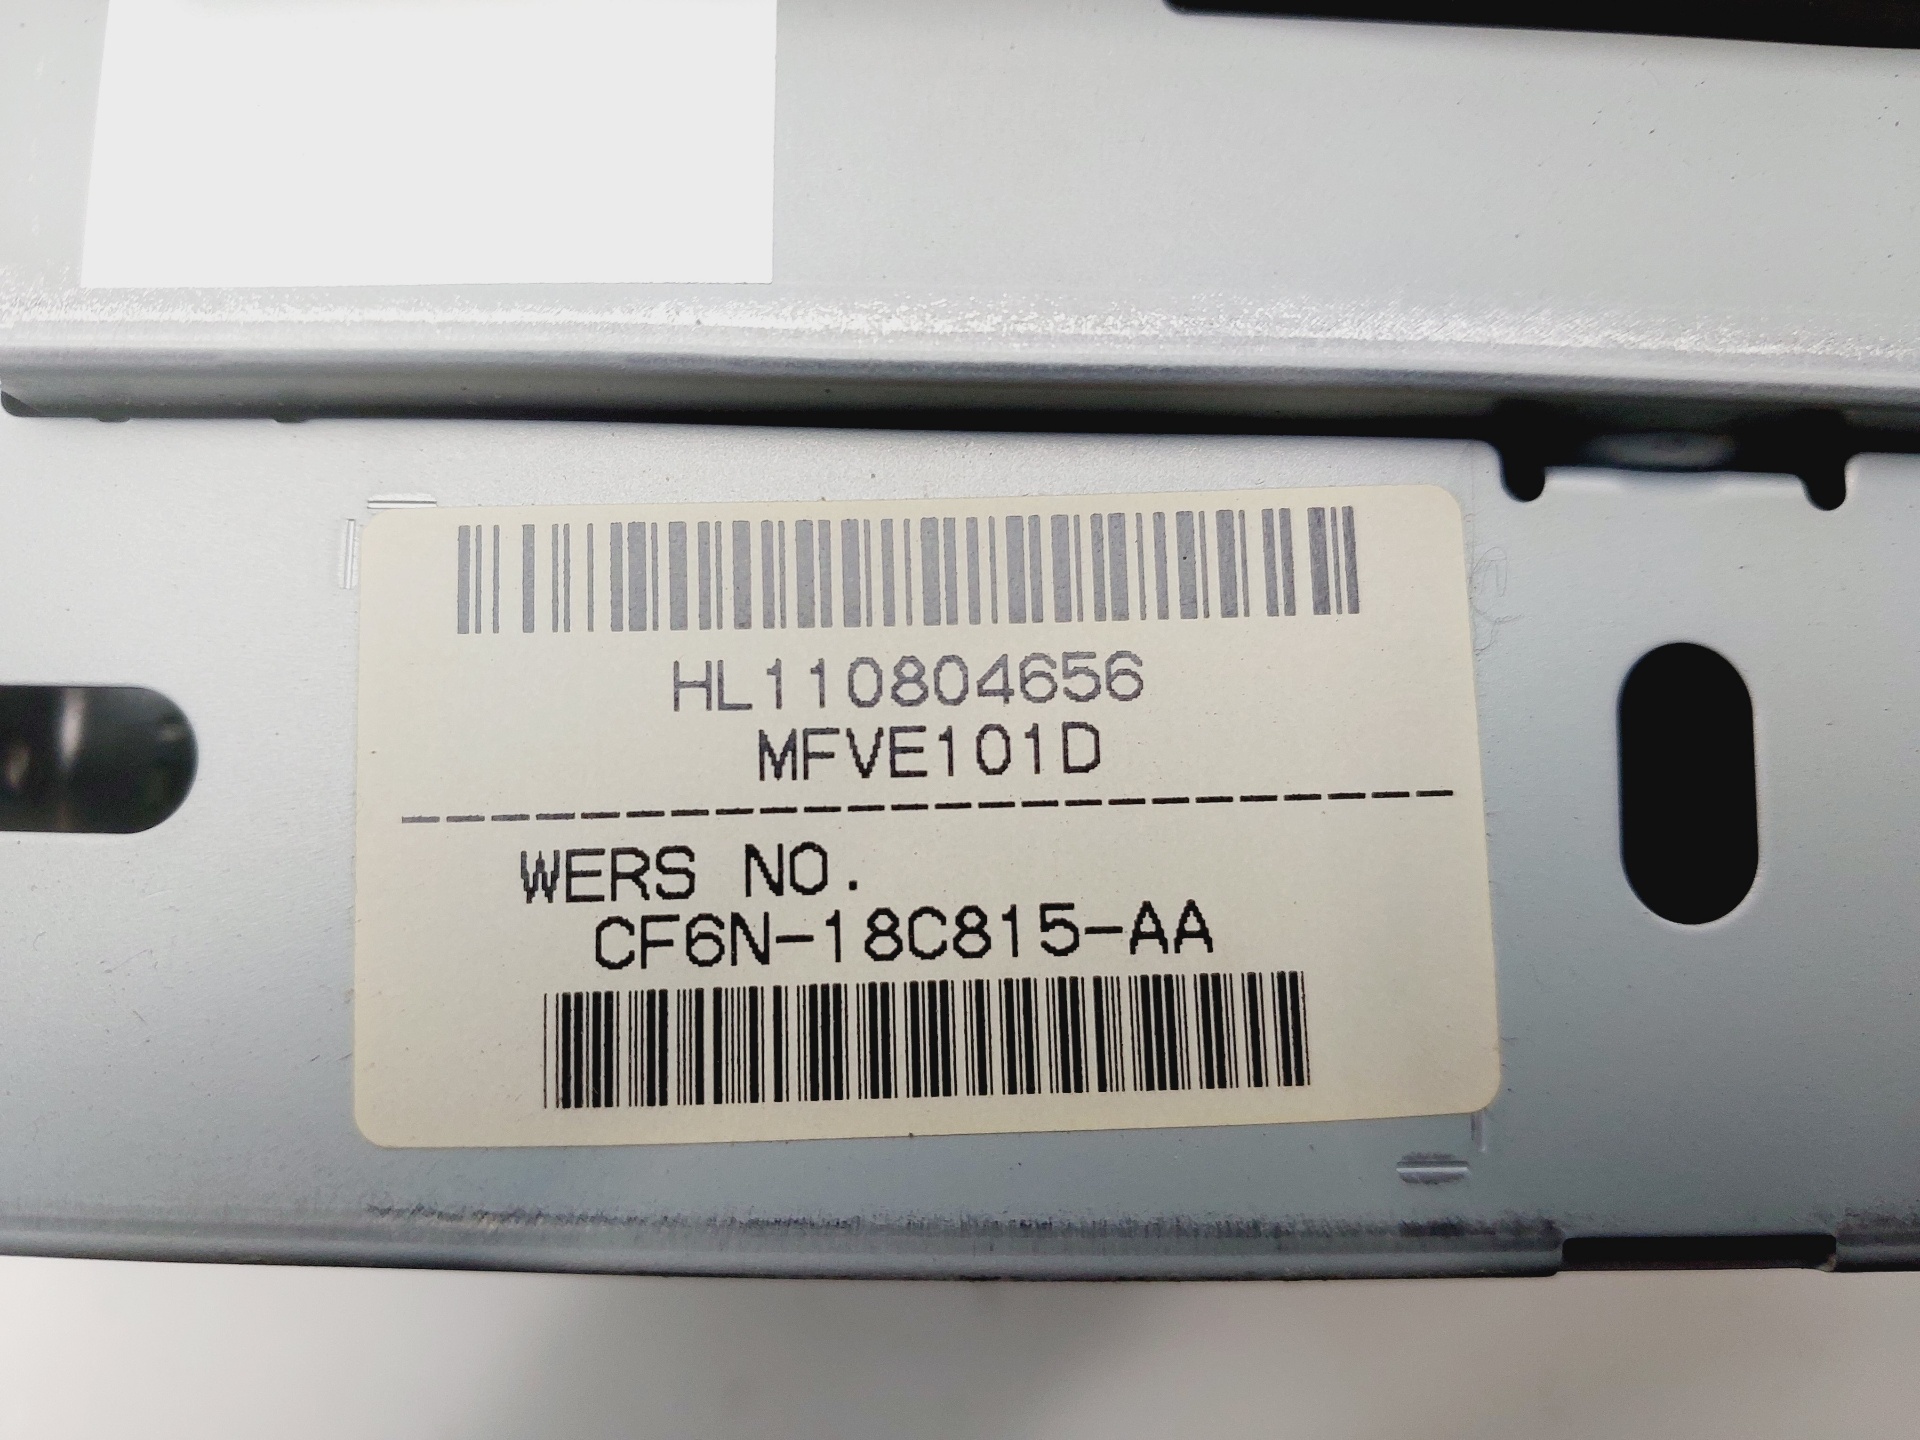 HL110804656
MFVE101D
WERS NO.
CF6N-18C815-AA